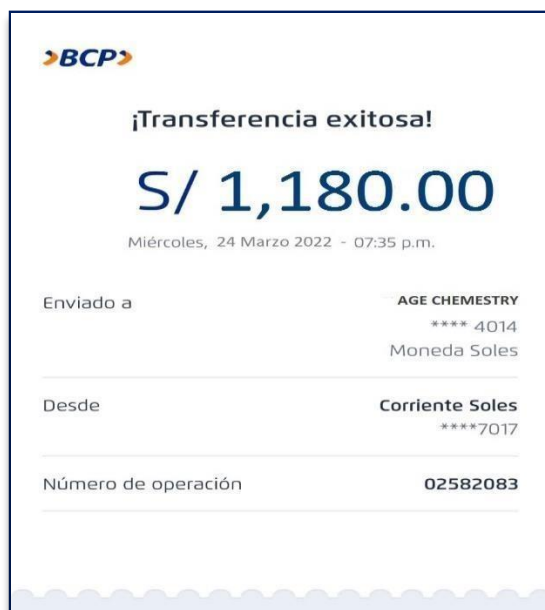 BCP
¡Transferencia exitosa!
S/ 1,180.00
Miércoles, 24 Marzo 2022 - 07:35 p.m.
Enviado a
AGE CHEMESTRY
**** 4014
Moneda Soles
Desde
Corriente Soles
****7017
Número de operación
02582083